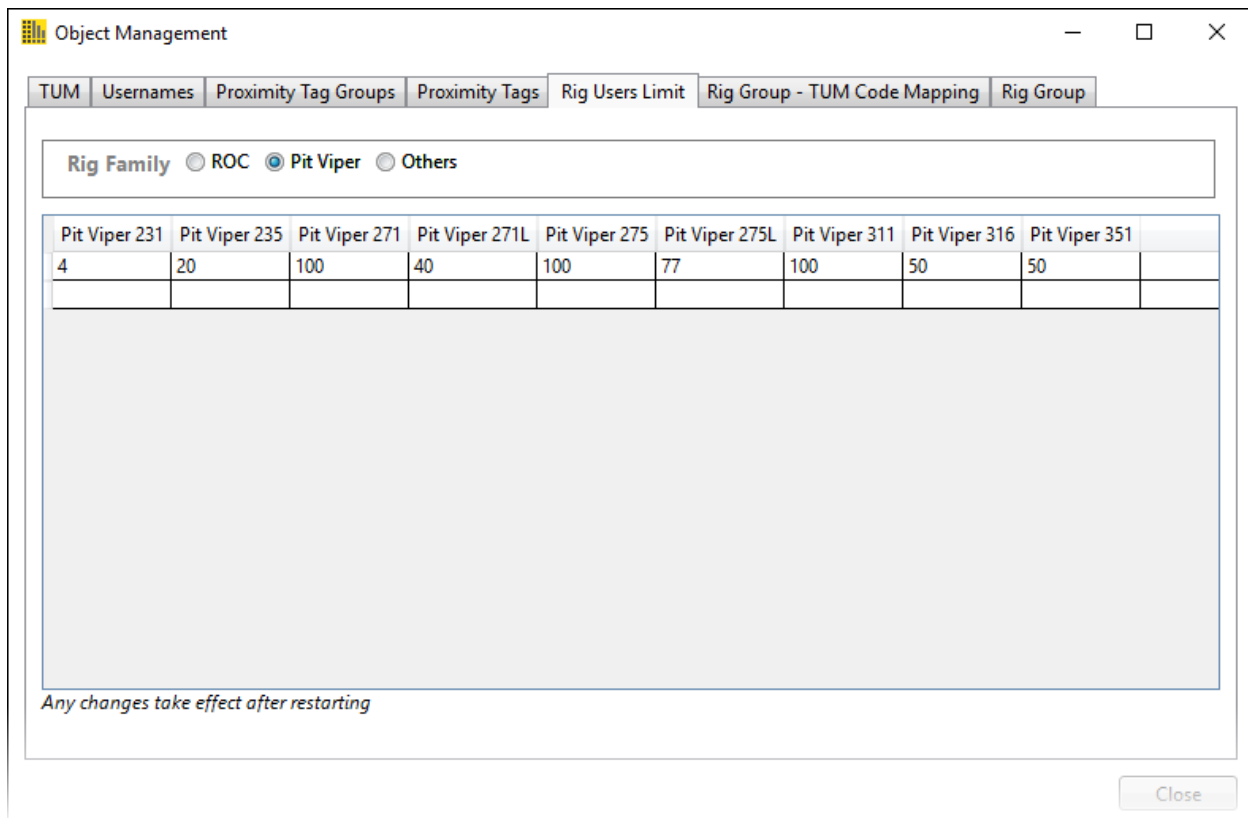 Object Management
TUM Usernames Proximity Tag Groups Proximity Tags Rig Users Limit Rig Group - TUM Code Mapping Rig Group
Rig Family ROC Pit Viper Others
Pit Viper 231 Pit Viper 235 Pit Viper 271 Pit Viper 271L Pit Viper 275 Pit Viper 275L Pit Viper 311 Pit Viper 316 Pit Viper 351
4 20 100 40 100 77 100 50 50
Any changes take effect after restarting
Close